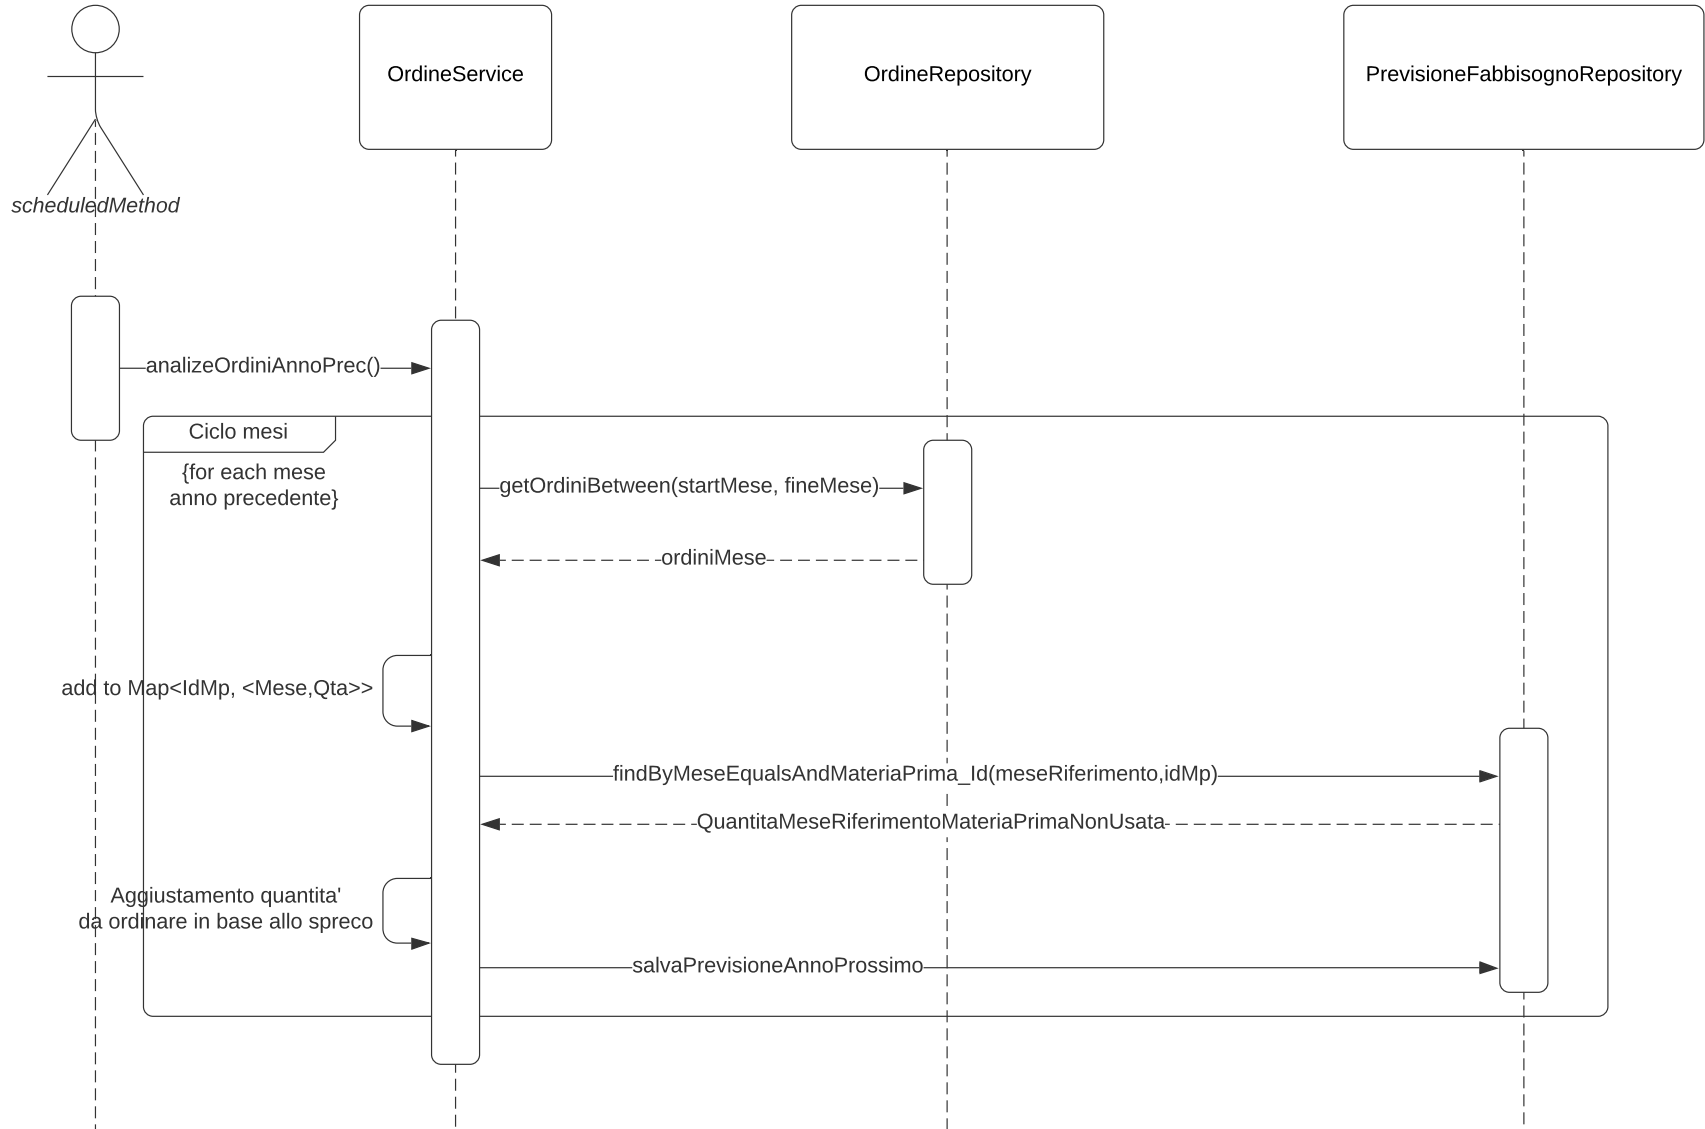 OrdineService
OrdineRepository
PrevisioneFabbisognoRepository
scheduledMethod
analizeOrdiniAnnoPrec()
Ciclo mesi
{for each mese
anno precedente}
getOrdiniBetween(startMese, fineMese)
ordiniMese
add to Map<IdMp, <Mese,Qta>>
findByMeseEqualsAndMateriaPrima_Id(meseRiferimento,idMp)
QuantitaMeseRiferimentoMateriaPrimaNonUsata
Aggiustamento quantita'
da ordinare in base allo spreco
salvaPrevisioneAnnoProssimo